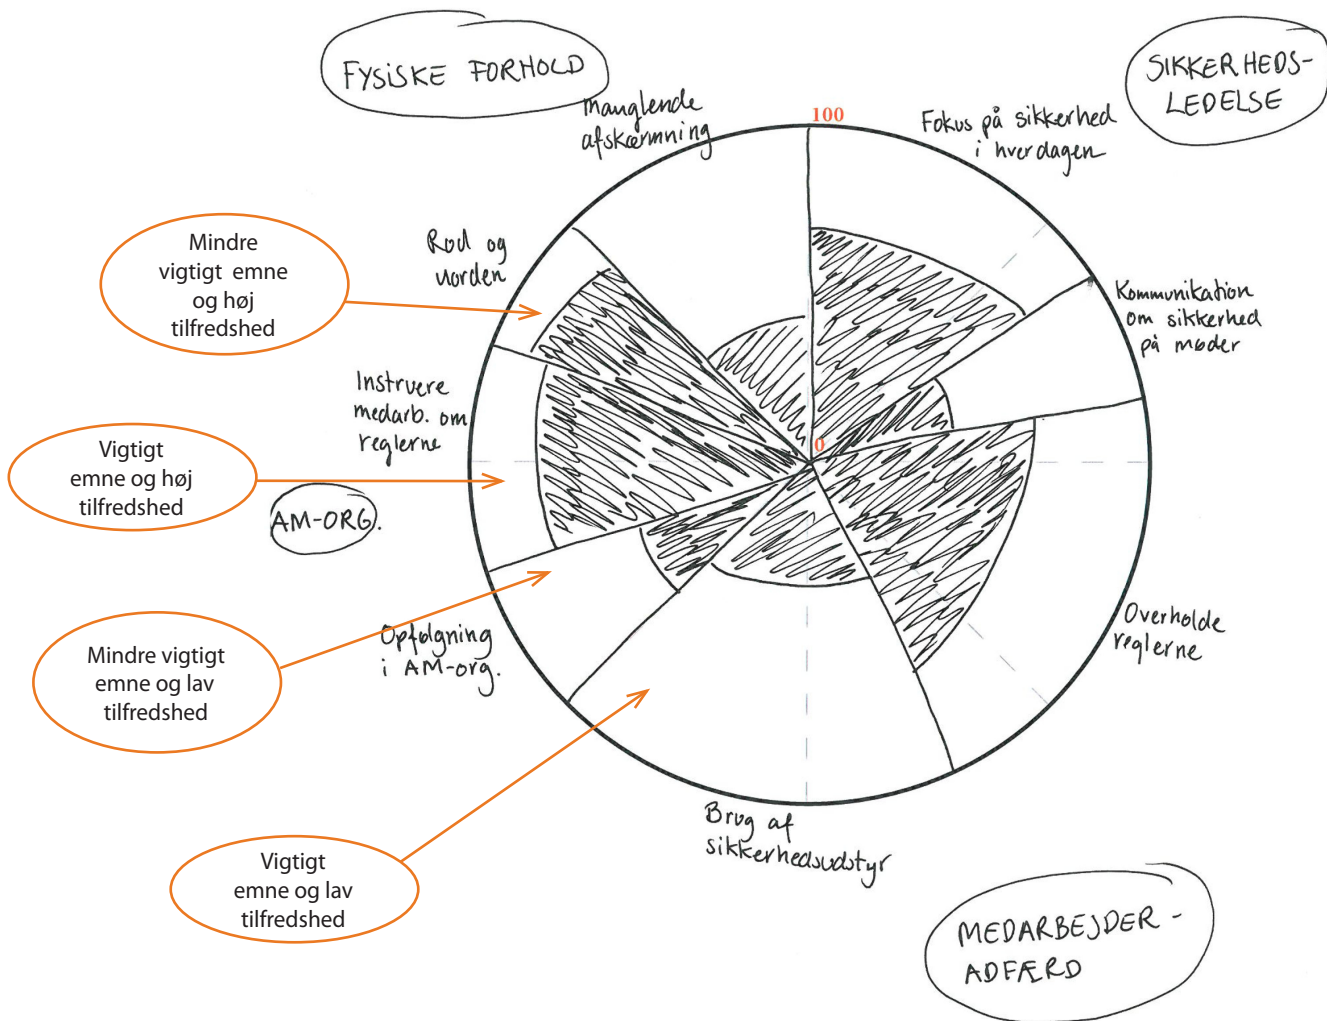 FYSISKE FORHOLD
SIKKERHEDS-
LEDELSE
manglende
afskærmning
100
Fokus på sikkerhed
i hverdagen
Mindre
vigtigt emne
og høj
tilfredshed
Rod og
uorden
Kommunikation
om sikkerhed
på møder
Instruere
medarb. om
reglerne
0
Vigtigt
emne og høj
tilfredshed
AM-ORG.
Mindre vigtigt
emne og lav
tilfredshed
Opfølgning
i AM-org.
Overholde
reglerne
Brug af
sikkerhedsudstyr
Vigtigt
emne og lav
tilfredshed
MEDARBEJDER-
ADFÆRD